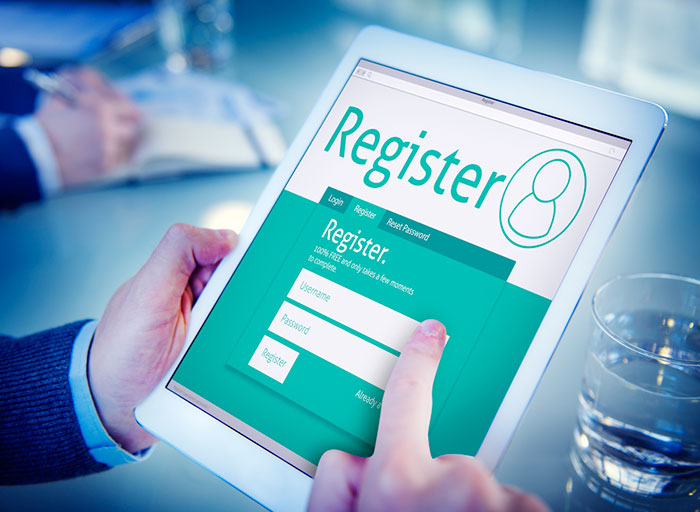 Register
Register
Login
Register
Reset Password
Register.
100% FREE and only takes a few moments
to complete.
Username
Password
Register
Already a